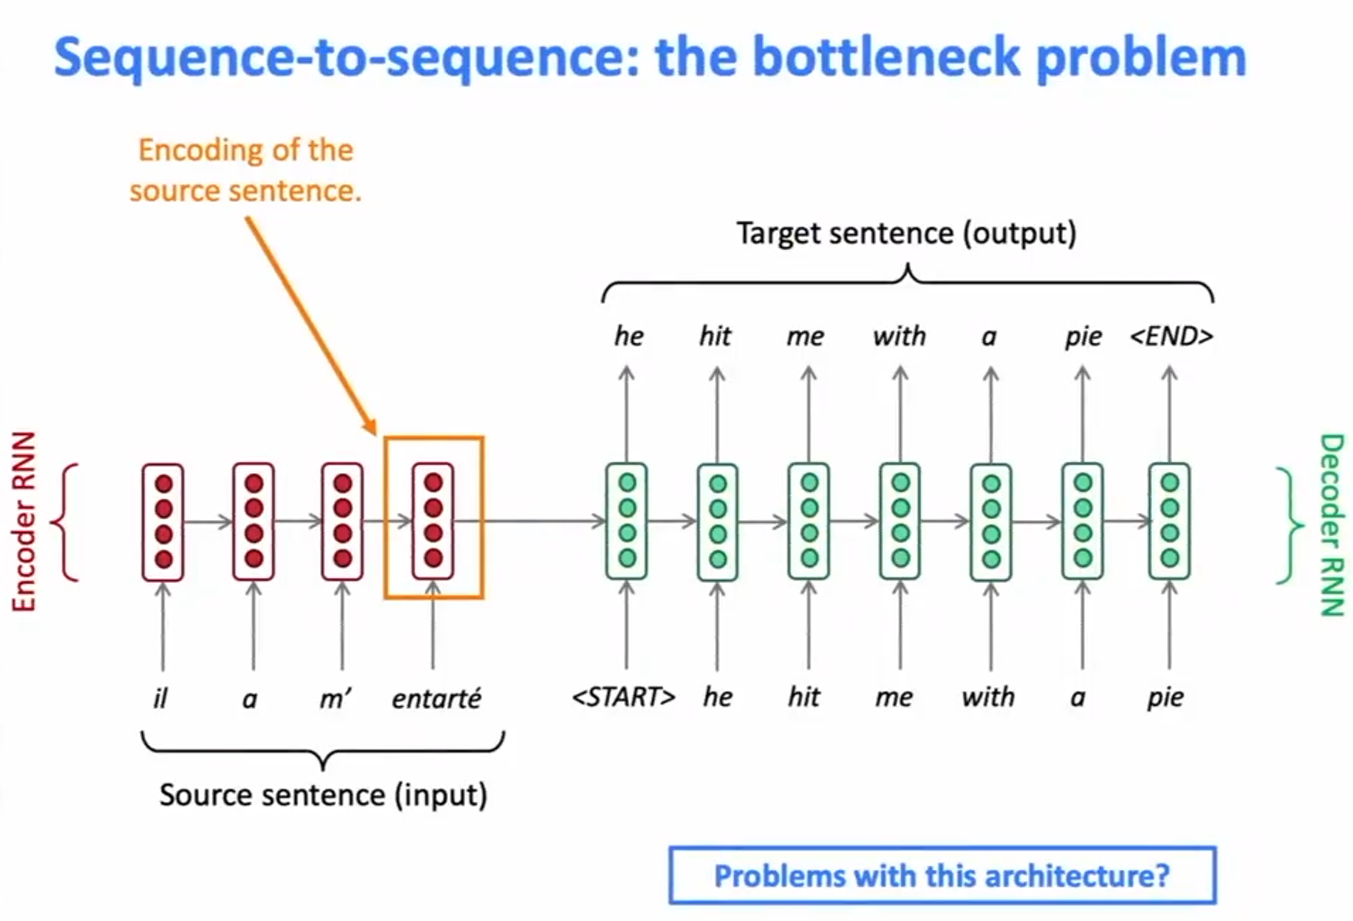 Sequence-to-sequence: the bottleneck problem
Encoding of the
source sentence.
Target sentence (output)
he hit me with a pie <END>
Encoder RNN
Decoder RNN
il a m’ entarté <START> he hit me with a pie
Source sentence (input)
Problems with this architecture?